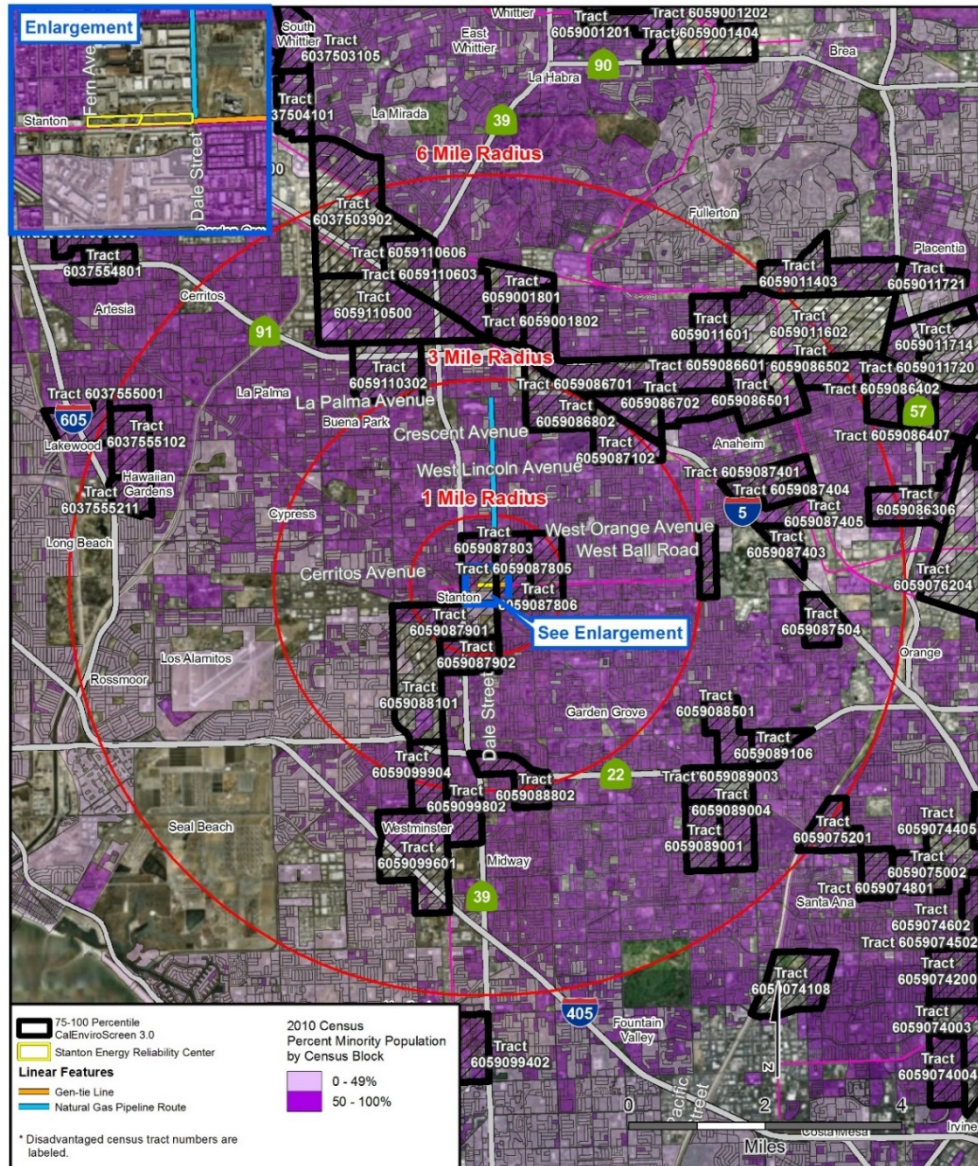 Enlargement
Fern Ave
Stanton
Dale Street
Whittier
South
Whittier
Tract
6037503105
East
Whittier
Tract
6059001202
6059001201
Tract
6059001404
Brea
La Habra
90
37504101
La Mirada
39
6 Mile Radius
Tract
6037503902
Fullerton
Placentia
Tract
6037554801
Artesia
Cerritos
Tract
6059110606
Tract 6059110603
Tract
6059110500
Tract
6059001801
Tract
6059001802
Tract
6059011403
Tract
6059011721
91
Tract
6059011601
Tract
6059011602
Tract
6059011714
3 Mile Radius
Tract
6059110302
Tract
6059011720
Tract 6059086601
6059086502
Tract 6059086701
Tract
6059086702
Tract
6059086501
Tract
6059086402
Tract 6037555001
605
Lakewood
La Palma
La Palma Avenue
Buena Park
Tract
6059086802
57
Tract
6037555102
Crescent Avenue
Tract
6059087102
Anaheim
Tract 6059086407
Hawaiian
Gardens
Tract
6037555211
West Lincoln Avenue
Tract 6059087401
Tract
6059087404
1 Mile Radius
5
Tract
6059087405
Tract
6059086306
Cypress
Long Beach
West Orange Avenue
West Ball Road
Tract
6059087803
Tract
6059087403
Tract 6059087805
Cerritos Avenue
Tract
6059076204
Stanton
Tract
6059087806
Tract
6059087901
See Enlargement
Tract
6059087504
Tract
6059087902
Los Alamitos
Orange
Rossmoor
Tract
6059088101
Dale Street
Garden Grove
Tract
6059088501
Tract
6059089106
Tract
6059099904
22
Tract
6059088802
Tract 6059089003
Tract
6059089004
Tract
6059099802
Seal Beach
Westminster
Tract
6059099601
Midway
Tract
6059089001
Tract
6059075201
Tract
6059074405
Tract
6059075002
Tract
6059074801
39
Santa Ana
Tract
6059074602
Tract 6059074502
Tract
6059074108
Tract
6059074200
405
Fountain
Valley
Tract
6059074003
Tract
6059099402
Tract
6059074004
Pacific
Street
Z
0 2 4
Miles
Costa Mesa
Irvine
75-100 Percentile
CalEnviroScreen 3.0
Stanton Energy Reliability Center
Linear Features
Gen-tie Line
Natural Gas Pipeline Route
* Disadvantaged census tract numbers are
labeled.
2010 Census
Percent Minority Population
by Census Block
0 - 49%
50 - 100%